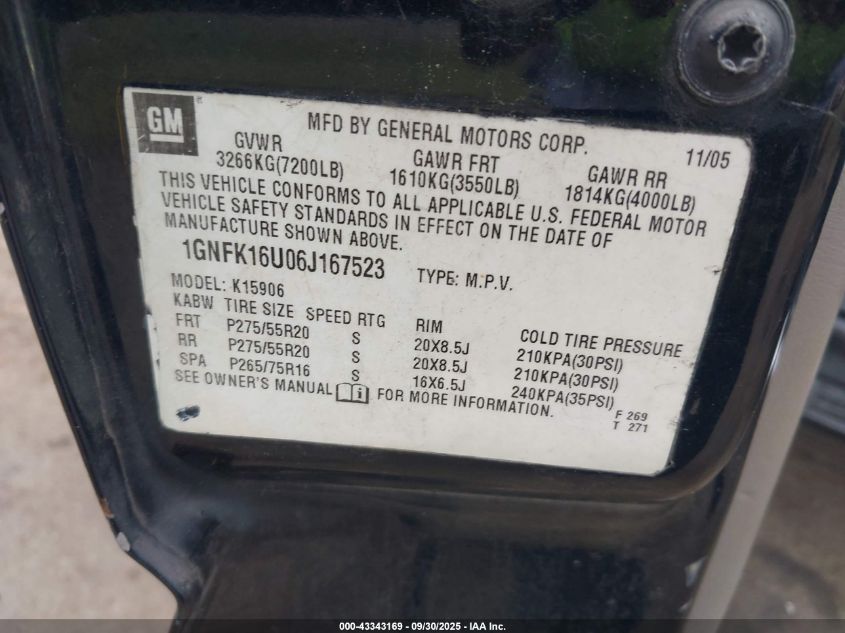 GM
MFD BY GENERAL MOTORS CORP.
11/05
GVWR GAWR FRT GAWR RR
3266KG(7200LB) 1610KG(3550LB) 1814KG(4000LB)
THIS VEHICLE CONFORMS TO ALL APPLICABLE U.S. FEDERAL MOTOR
VEHICLE SAFETY STANDARDS IN EFFECT ON THE DATE OF
MANUFACTURE SHOWN ABOVE.
1GNFK16U06J167523 TYPE: M.P.V.
MODEL: K15906
KABW TIRE SIZE SPEED RTG RIM COLD TIRE PRESSURE
FRT P275/55R20 S 20X8.5J 210KPA(30PSI)
RR P275/55R20 S 20X8.5J 210KPA(30PSI)
SPA P265/75R16 S 16X6.5J 240KPA(35PSI)
SEE OWNER'S MANUAL FOR MORE INFORMATION.
F 269
T 271
000-43343169 - 09/30/2025 - IAA Inc.